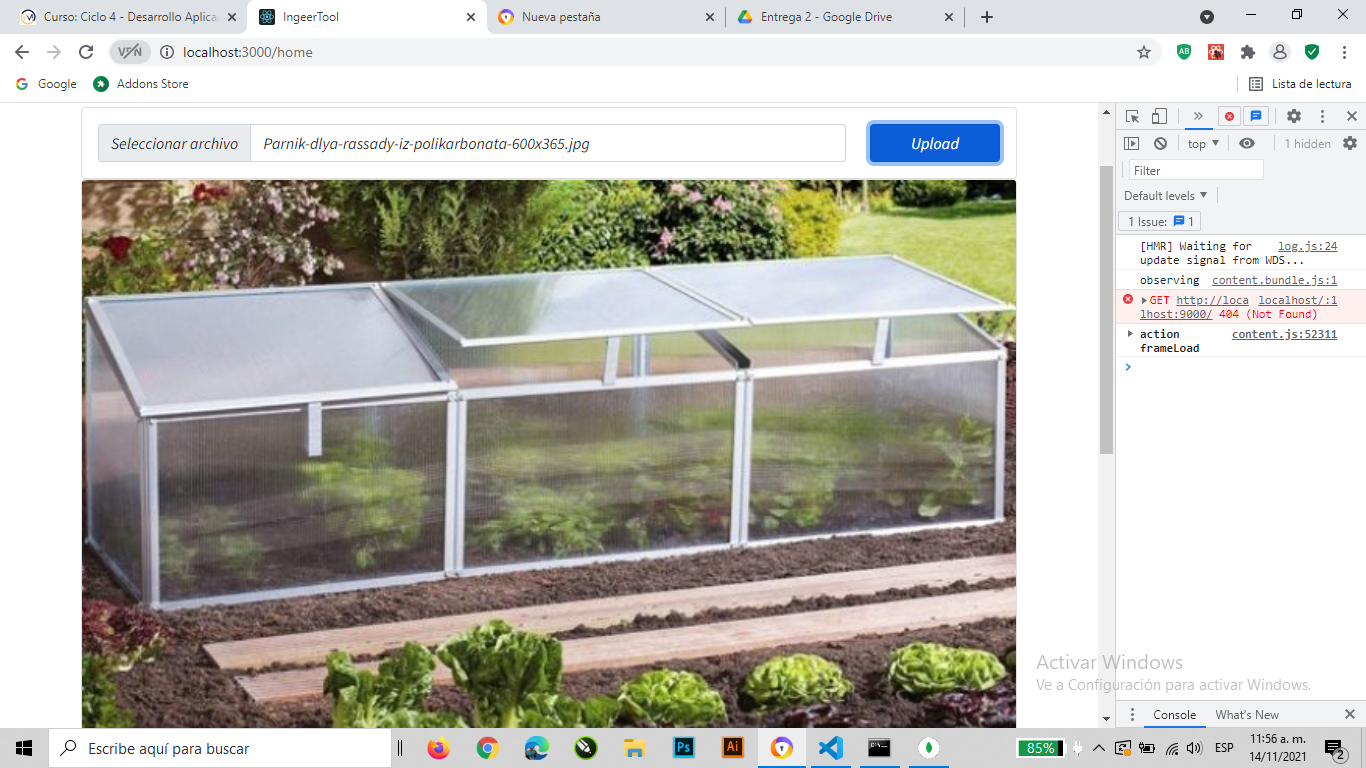 Curso: Ciclo 4 - Desarrollo Aplica
IngeerTool
Nueva pestaña
Entrega 2 - Google Drive
VPN
localhost:3000/home
Google
Addons Store
Lista de lectura
Seleccionar archivo
Parnik-dlya-rassady-iz-polikarbonata-600x365.jpg
Upload
top
1 hidden
Filter
Default levels
1 Issue: 1
[HMR] Waiting for log.js:24
update signal from WDS...
observing content.bundle.js:1
GET http://loca localhost/:1
lhost:9000/ 404 (Not Found)
action content.js:52311
frameLoad
Activar Windows
Ve a Configuración para activar Windows.
Console
What's New
Escribe aquí para buscar
Ps
Ai
85%
ESP
11:56 a. m.
14/11/2021
2